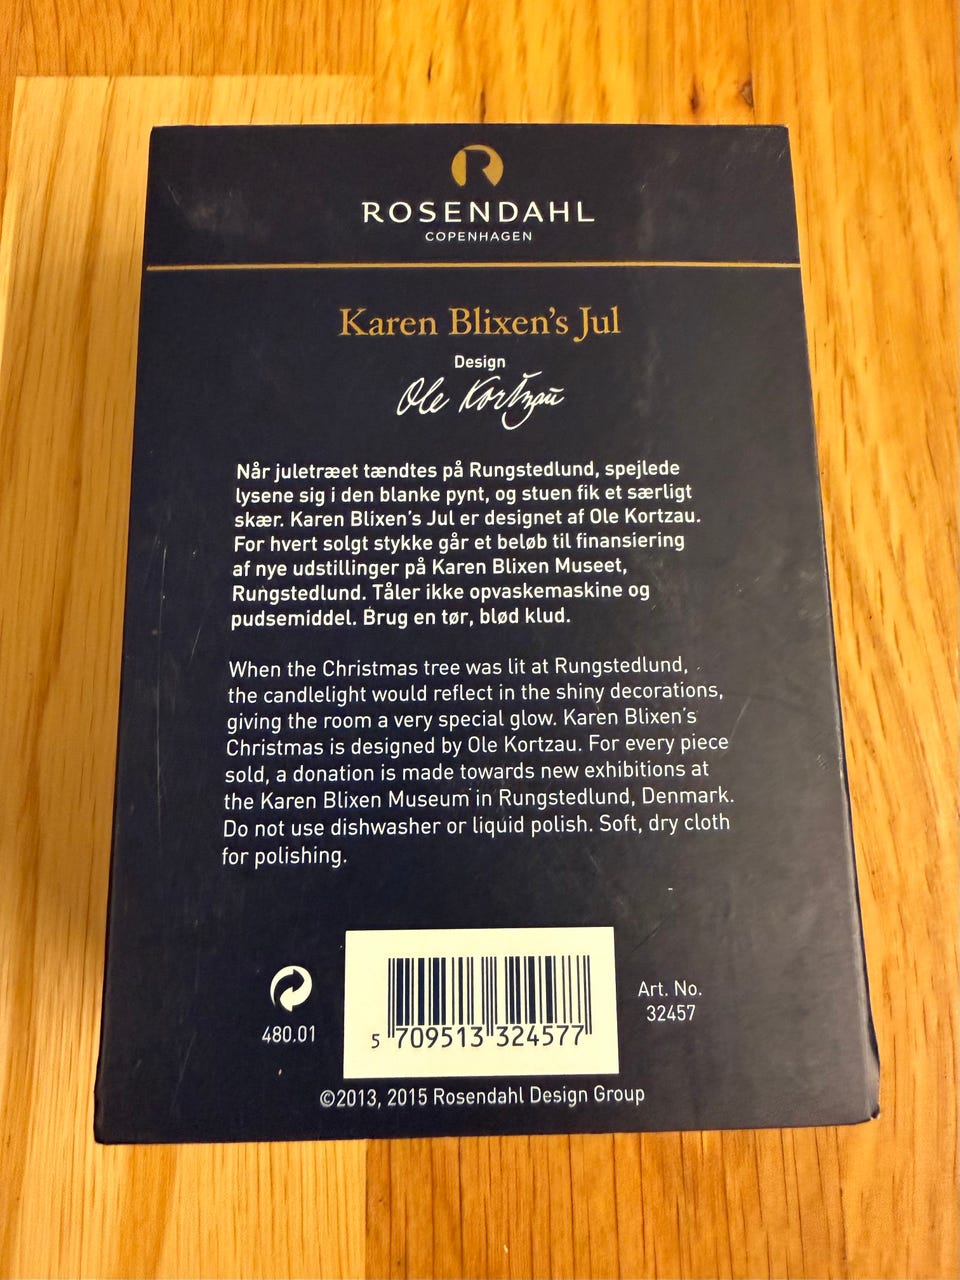 R
ROSENDAHL
COPENHAGEN
Karen Blixen's Jul
Design
Ole Kortzau
Når juletræet tændtes på Rungstedlund, spejlede
lysene sig i den blanke pynt, og stuen fik et særligt
skær. Karen Blixen's Jul er designet af Ole Kortzau.
For hvert solgt stykke går et beløb til finansiering
af nye udstillinger på Karen Blixen Museet,
Rungstedlund. Tåler ikke opvaskemaskine og
pudsemiddel. Brug en tør, blød klud.
When the Christmas tree was lit at Rungstedlund,
the candlelight would reflect in the shiny decorations,
giving the room a very special glow. Karen Blixen's
Christmas is designed by Ole Kortzau. For every piece
sold, a donation is made towards new exhibitions at
the Karen Blixen Museum in Rungstedlund, Denmark.
Do not use dishwasher or liquid polish. Soft, dry cloth
for polishing.
480.01
5 709513 324577
Art. No.
32457
©2013, 2015 Rosendahl Design Group